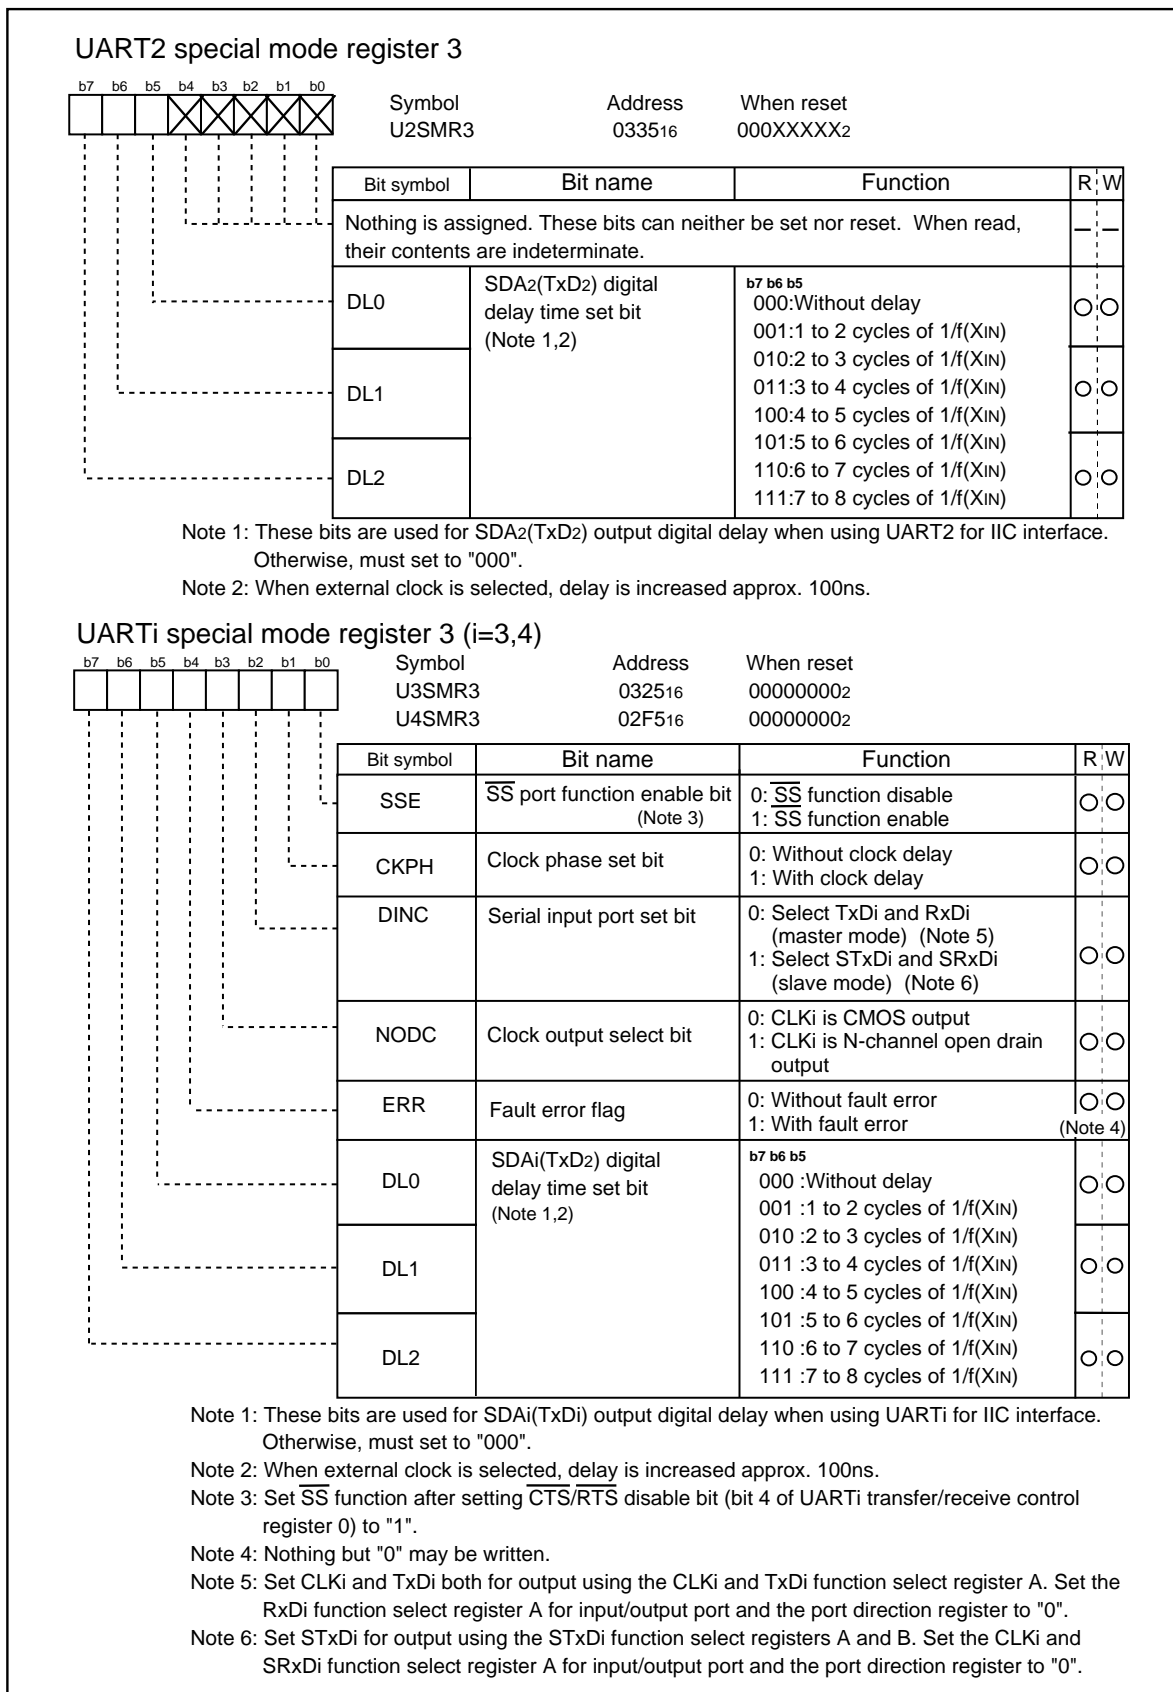 UART2 special mode register 3
b7 b6 b5 b4 b3 b2 b1 b0
Symbol Address When reset
U2SMR3 033516 000XXXXX2
Bit symbol Bit name Function R W
Nothing is assigned. These bits can neither be set nor reset. When read,
their contents are indeterminate.
– –
DL0 SDA2(TxD2) digital
delay time set bit
(Note 1,2)
b7 b6 b5
000:Without delay
001:1 to 2 cycles of 1/f(XIN)
010:2 to 3 cycles of 1/f(XIN)
DL1 011:3 to 4 cycles of 1/f(XIN)
100:4 to 5 cycles of 1/f(XIN)
101:5 to 6 cycles of 1/f(XIN)
DL2 110:6 to 7 cycles of 1/f(XIN)
111:7 to 8 cycles of 1/f(XIN)
Note 1: These bits are used for SDA2(TxD2) output digital delay when using UART2 for IIC interface.
Otherwise, must set to "000".
Note 2: When external clock is selected, delay is increased approx. 100ns.
UARTi special mode register 3 (i=3,4)
b7 b6 b5 b4 b3 b2 b1 b0
Symbol Address When reset
U3SMR3 032516 000000002
U4SMR3 02F516 000000002
Bit symbol Bit name Function R W
SSE SS port function enable bit
(Note 3)
0: SS function disable
1: SS function enable
CKPH Clock phase set bit
0: Without clock delay
1: With clock delay
DINC Serial input port set bit
0: Select TxDi and RxDi
(master mode) (Note 5)
1: Select STxDi and SRxDi
(slave mode) (Note 6)
NODC Clock output select bit
0: CLKi is CMOS output
1: CLKi is N-channel open drain
output
ERR Fault error flag
0: Without fault error
1: With fault error
(Note 4)
DL0 SDAi(TxD2) digital
delay time set bit
(Note 1,2)
b7 b6 b5
000 :Without delay
001 :1 to 2 cycles of 1/f(XIN)
010 :2 to 3 cycles of 1/f(XIN)
DL1 011 :3 to 4 cycles of 1/f(XIN)
100 :4 to 5 cycles of 1/f(XIN)
101 :5 to 6 cycles of 1/f(XIN)
DL2 110 :6 to 7 cycles of 1/f(XIN)
111 :7 to 8 cycles of 1/f(XIN)
Note 1: These bits are used for SDAi(TxDi) output digital delay when using UARTi for IIC interface.
Otherwise, must set to "000".
Note 2: When external clock is selected, delay is increased approx. 100ns.
Note 3: Set SS function after setting CTS/RTS disable bit (bit 4 of UARTi transfer/receive control
register 0) to "1".
Note 4: Nothing but "0" may be written.
Note 5: Set CLKi and TxDi both for output using the CLKi and TxDi function select register A. Set the
RxDi function select register A for input/output port and the port direction register to "0".
Note 6: Set STxDi for output using the STxDi function select registers A and B. Set the CLKi and
SRxDi function select register A for input/output port and the port direction register to "0".